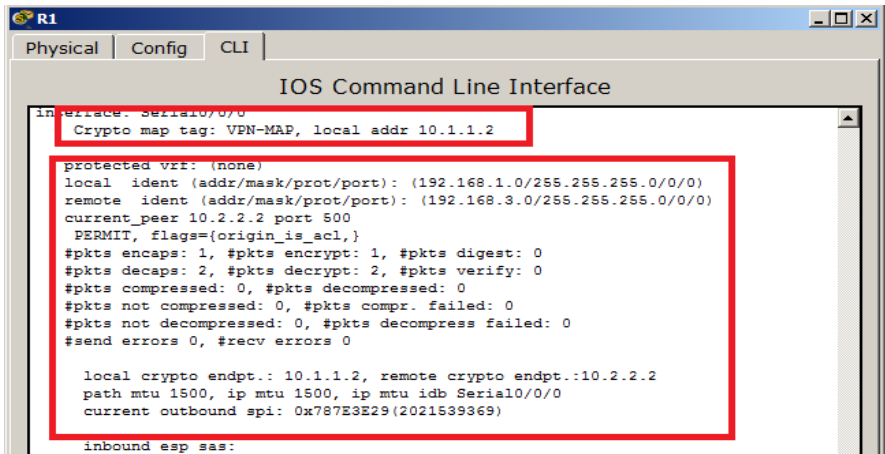 R1
Physical Config CLI
IOS Command Line Interface
interface: Serial0/0/0
Crypto map tag: VPN-MAP, local addr 10.1.1.2
protected vrf: (none)
local ident (addr/mask/prot/port): (192.168.1.0/255.255.255.0/0/0)
remote ident (addr/mask/prot/port): (192.168.3.0/255.255.255.0/0/0)
current_peer 10.2.2.2 port 500
PERMIT, flags={origin_is_acl,}
#pkts encaps: 1, #pkts encrypt: 1, #pkts digest: 0
#pkts decaps: 2, #pkts decrypt: 2, #pkts verify: 0
#pkts compressed: 0, #pkts decompressed: 0
#pkts not compressed: 0, #pkts compr. failed: 0
#pkts not decompressed: 0, #pkts decompress failed: 0
#send errors 0, #recv errors 0
local crypto endpt.: 10.1.1.2, remote crypto endpt.:10.2.2.2
path mtu 1500, ip mtu 1500, ip mtu idb Serial0/0/0
current outbound spi: 0x787E3E29(2021539369)
inbound esp sas: